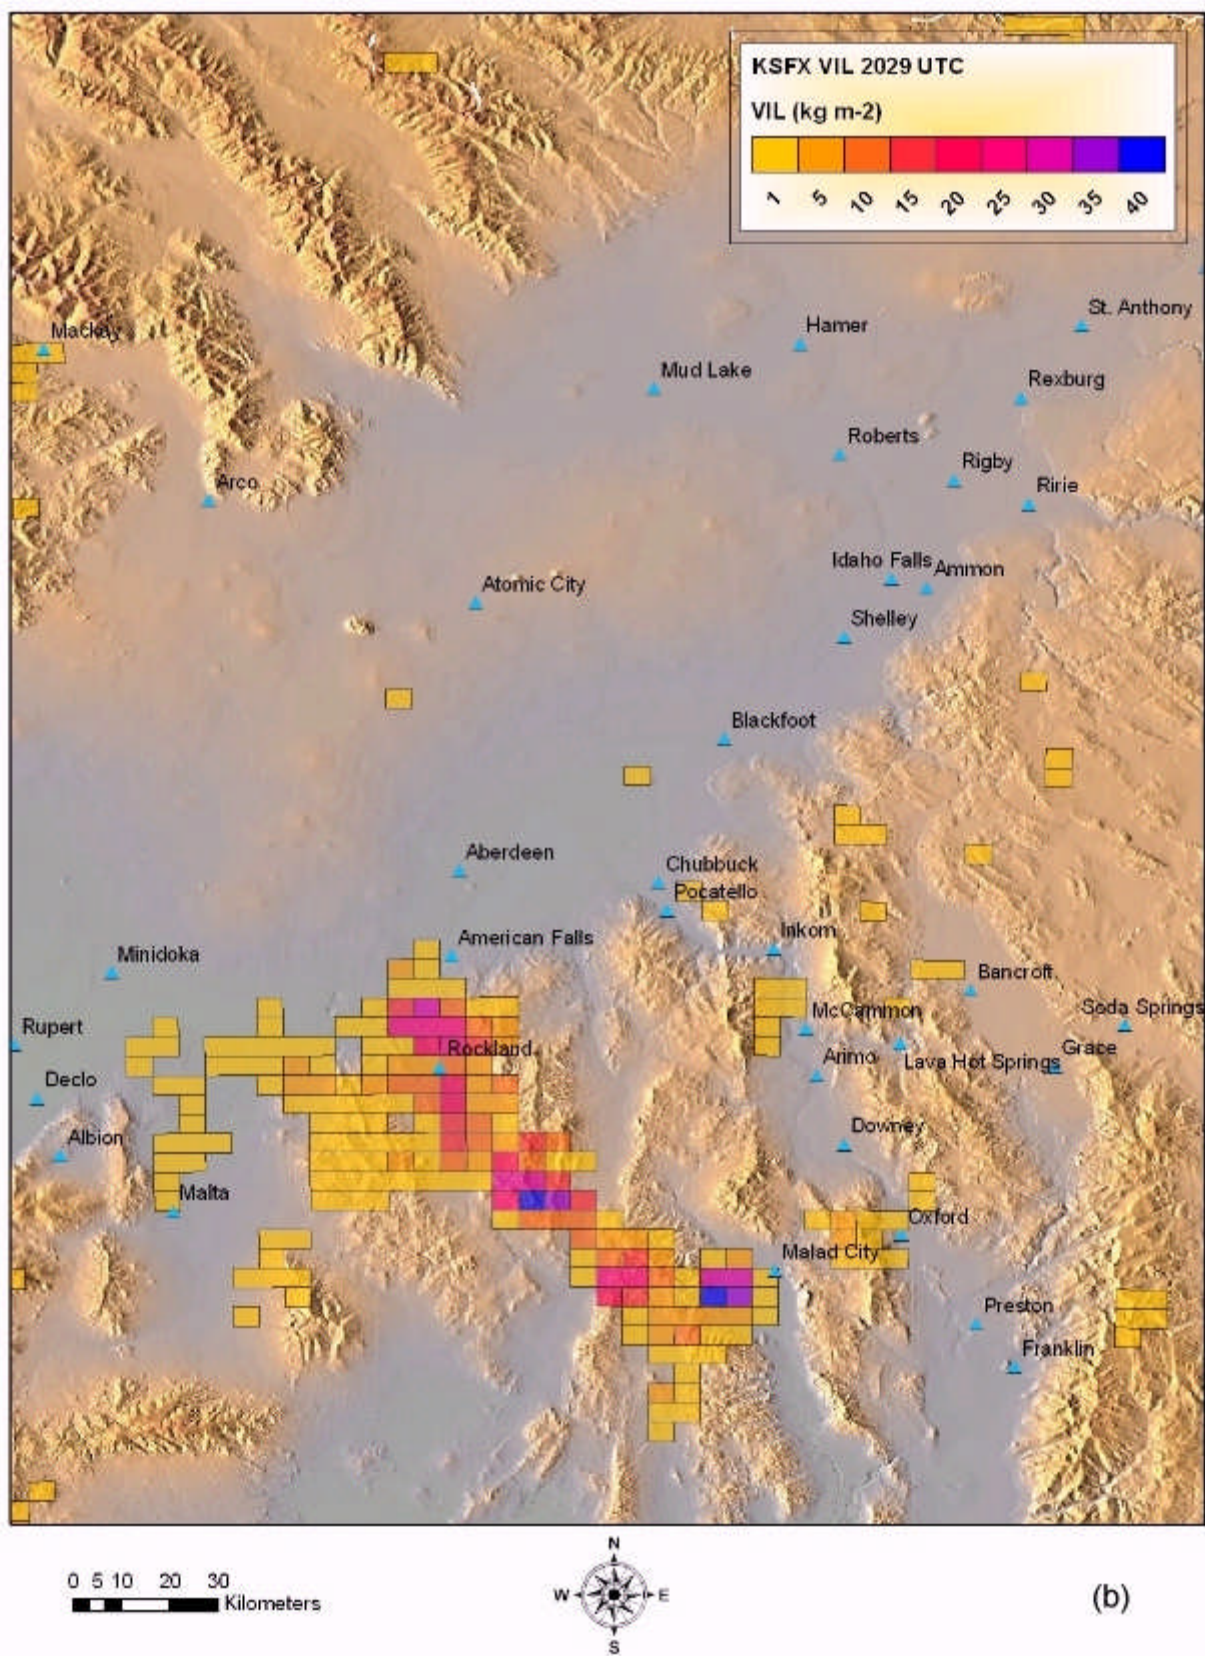 KSFX VIL 2029 UTC
VIL (kg m-2)
1 5 10 15 20 25 30 35 40
St. Anthony
Hamer
Mackay
Mud Lake
Rexburg
Roberts
Rigby
Arco
Ririe
Idaho Falls
Ammon
Atomic City
Shelley
Blackfoot
Aberdeen
Chubbuck
Pocatello
Inkom
American Falls
Minidoka
Bancroft
McCammon
Soda Springs
Rupert
Rockland
Arimo
Lava Hot Springs
Grace
Declo
Downey
Albion
Malta
Oxford
Malad City
Preston
Franklin
N
0 5 10 20 30
Kilometers
W E
S
(b)